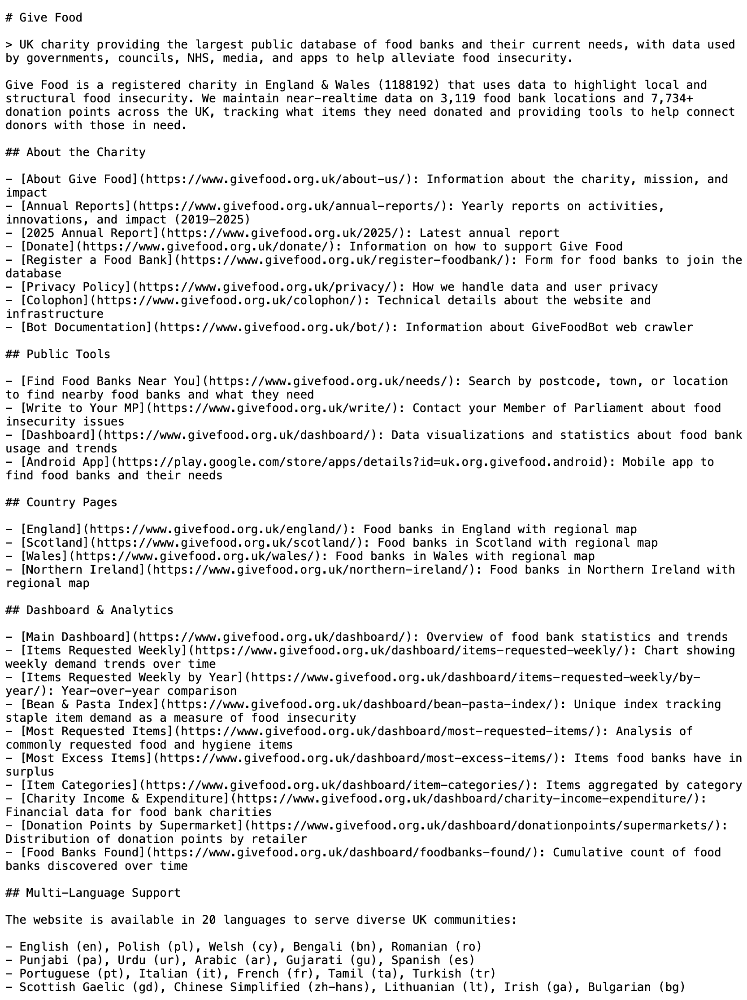 # Give Food

> UK charity providing the largest public database of food banks and their current needs, with data used
by governments, councils, NHS, media, and apps to help alleviate food insecurity.

Give Food is a registered charity in England & Wales (1188192) that uses data to highlight local and
structural food insecurity. We maintain near-realtime data on 3,119 food bank locations and 7,734+
donation points across the UK, tracking what items they need donated and providing tools to help connect
donors with those in need.

## About the Charity

- [About Give Food](https://www.givefood.org.uk/about-us/): Information about the charity, mission, and
impact
- [Annual Reports](https://www.givefood.org.uk/annual-reports/): Yearly reports on activities,
innovations, and impact (2019-2025)
- [2025 Annual Report](https://www.givefood.org.uk/2025/): Latest annual report
- [Donate](https://www.givefood.org.uk/donate/): Information on how to support Give Food
- [Register a Food Bank](https://www.givefood.org.uk/register-foodbank/): Form for food banks to join the
database
- [Privacy Policy](https://www.givefood.org.uk/privacy/): How we handle data and user privacy
- [Colophon](https://www.givefood.org.uk/colophon/): Technical details about the website and
infrastructure
- [Bot Documentation](https://www.givefood.org.uk/bot/): Information about GiveFoodBot web crawler

## Public Tools

- [Find Food Banks Near You](https://www.givefood.org.uk/needs/): Search by postcode, town, or location
to find nearby food banks and what they need
- [Write to Your MP](https://www.givefood.org.uk/write/): Contact your Member of Parliament about food
insecurity issues
- [Dashboard](https://www.givefood.org.uk/dashboard/): Data visualizations and statistics about food bank
usage and trends
- [Android App](https://play.google.com/store/apps/details?id=uk.org.givefood.android): Mobile app to
find food banks and their needs

## Country Pages

- [England](https://www.givefood.org.uk/england/): Food banks in England with regional map
- [Scotland](https://www.givefood.org.uk/scotland/): Food banks in Scotland with regional map
- [Wales](https://www.givefood.org.uk/wales/): Food banks in Wales with regional map
- [Northern Ireland](https://www.givefood.org.uk/northern-ireland/): Food banks in Northern Ireland with
regional map

## Dashboard & Analytics

- [Main Dashboard](https://www.givefood.org.uk/dashboard/): Overview of food bank statistics and trends
- [Items Requested Weekly](https://www.givefood.org.uk/dashboard/items-requested-weekly/): Chart showing
weekly demand trends over time
- [Items Requested Weekly by Year](https://www.givefood.org.uk/dashboard/items-requested-weekly/by-
year/): Year-over-year comparison
- [Bean & Pasta Index](https://www.givefood.org.uk/dashboard/bean-pasta-index/): Unique index tracking
staple item demand as a measure of food insecurity
- [Most Requested Items](https://www.givefood.org.uk/dashboard/most-requested-items/): Analysis of
commonly requested food and hygiene items
- [Most Excess Items](https://www.givefood.org.uk/dashboard/most-excess-items/): Items food banks have in
surplus
- [Item Categories](https://www.givefood.org.uk/dashboard/item-categories/): Items aggregated by category
- [Charity Income & Expenditure](https://www.givefood.org.uk/dashboard/charity-income-expenditure/):
Financial data for food bank charities
- [Donation Points by Supermarket](https://www.givefood.org.uk/dashboard/donationpoints/supermarkets/):
Distribution of donation points by retailer
- [Food Banks Found](https://www.givefood.org.uk/dashboard/foodbanks-found/): Cumulative count of food
banks discovered over time

## Multi-Language Support

The website is available in 20 languages to serve diverse UK communities:

- English (en), Polish (pl), Welsh (cy), Bengali (bn), Romanian (ro)
- Punjabi (pa), Urdu (ur), Arabic (ar), Gujarati (gu), Spanish (es)
- Portuguese (pt), Italian (it), French (fr), Tamil (ta), Turkish (tr)
- Scottish Gaelic (gd), Chinese Simplified (zh-hans), Lithuanian (lt), Irish (ga), Bulgarian (bg)